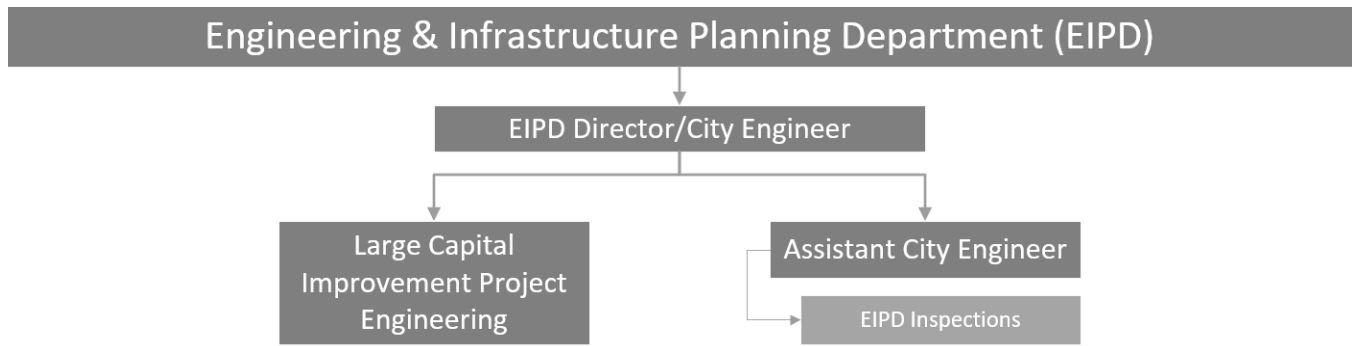 Engineering & Infrastructure Planning Department (EIPD)
EIPD Director/City Engineer
Large Capital
Improvement Project
Engineering
Assistant City Engineer
EIPD Inspections